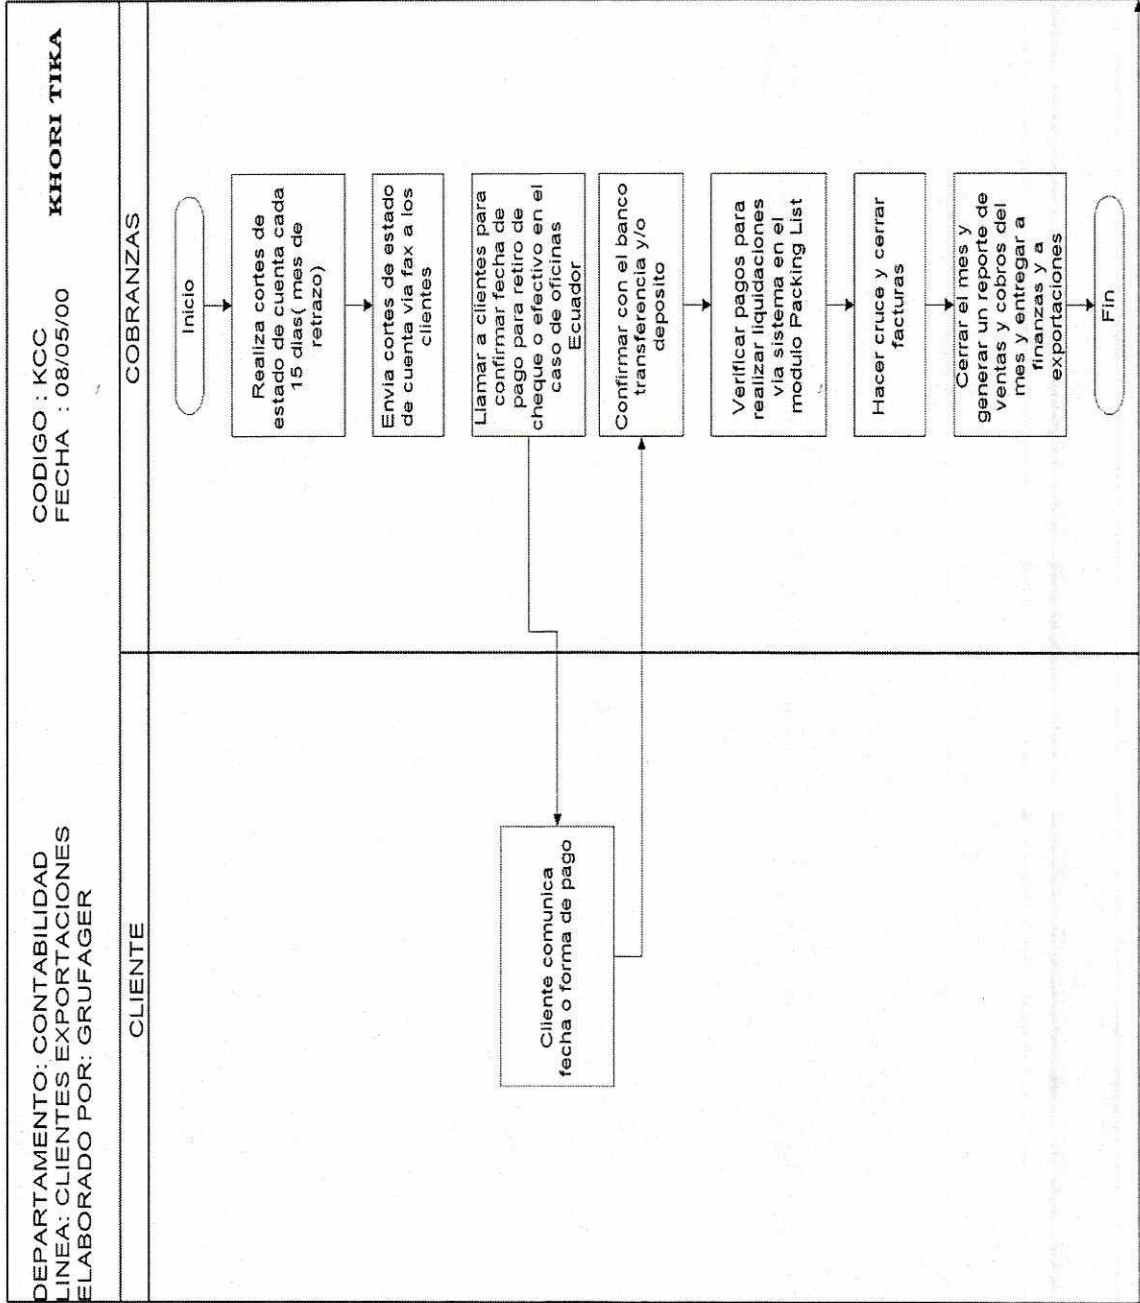 DEPARTAMENTO: CONTABILIDAD
LINEA: CLIENTES EXPORTACIONES
ELABORADO POR: GRUFAGER
CODIGO : KCC
FECHA : 08/05/00
KHORI TIKA
CLIENTE
COBRANZAS
Inicio
Realiza cortes de
estado de cuenta cada
15 dias( mes de
retrazo)
Envia cortes de estado
de cuenta via fax a los
clientes
Llamar a clientes para
confirmar fecha de
pago para retiro de
cheque o efectivo en el
caso de oficinas
Ecuador
Cliente comunica
fecha o forma de pago
Confirmar con el banco
transferencia y/o
deposito
Verificar pagos para
realizar liquidaciones
via sistema en el
modulo Packing List
Hacer cruce y cerrar
facturas
Cerrar el mes y
generar un reporte de
ventas y cobros del
mes y entregar a
finanzas y a
exportaciones
Fin